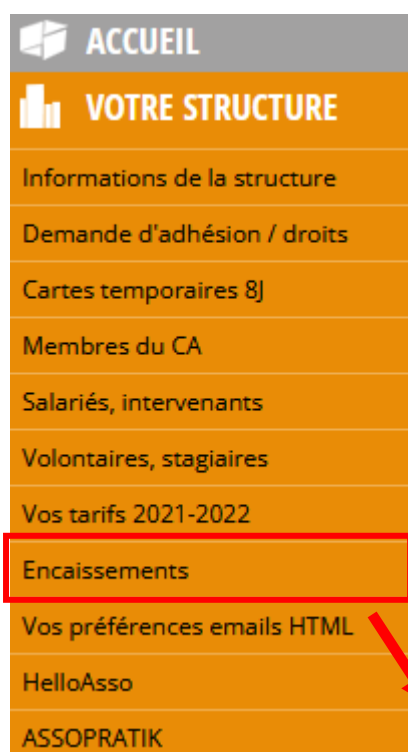 ACCUEIL
VOTRE STRUCTURE
Informations de la structure
Demande d'adhésion / droits
Cartes temporaires 8J
Membres du CA
Salariés, intervenants
Volontaires, stagiaires
Vos tarifs 2021-2022
Encaissements
Vos préférences emails HTML
HelloAsso
ASSOPRATIK